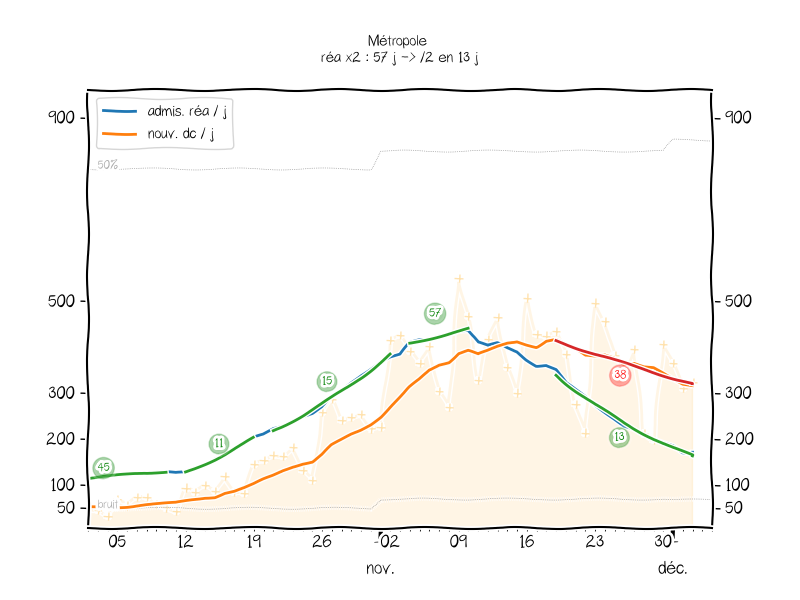 Métropole
réa x2 : 57 j -> /2 en 13 j
900
900
admis. réa / j
nouv. dc / j
50%
500
500
57
300
300
15
38
200
200
11
13
45
100
100
bruit
50
50
05 12 19 26 02 09 16 23 30
nov. déc.